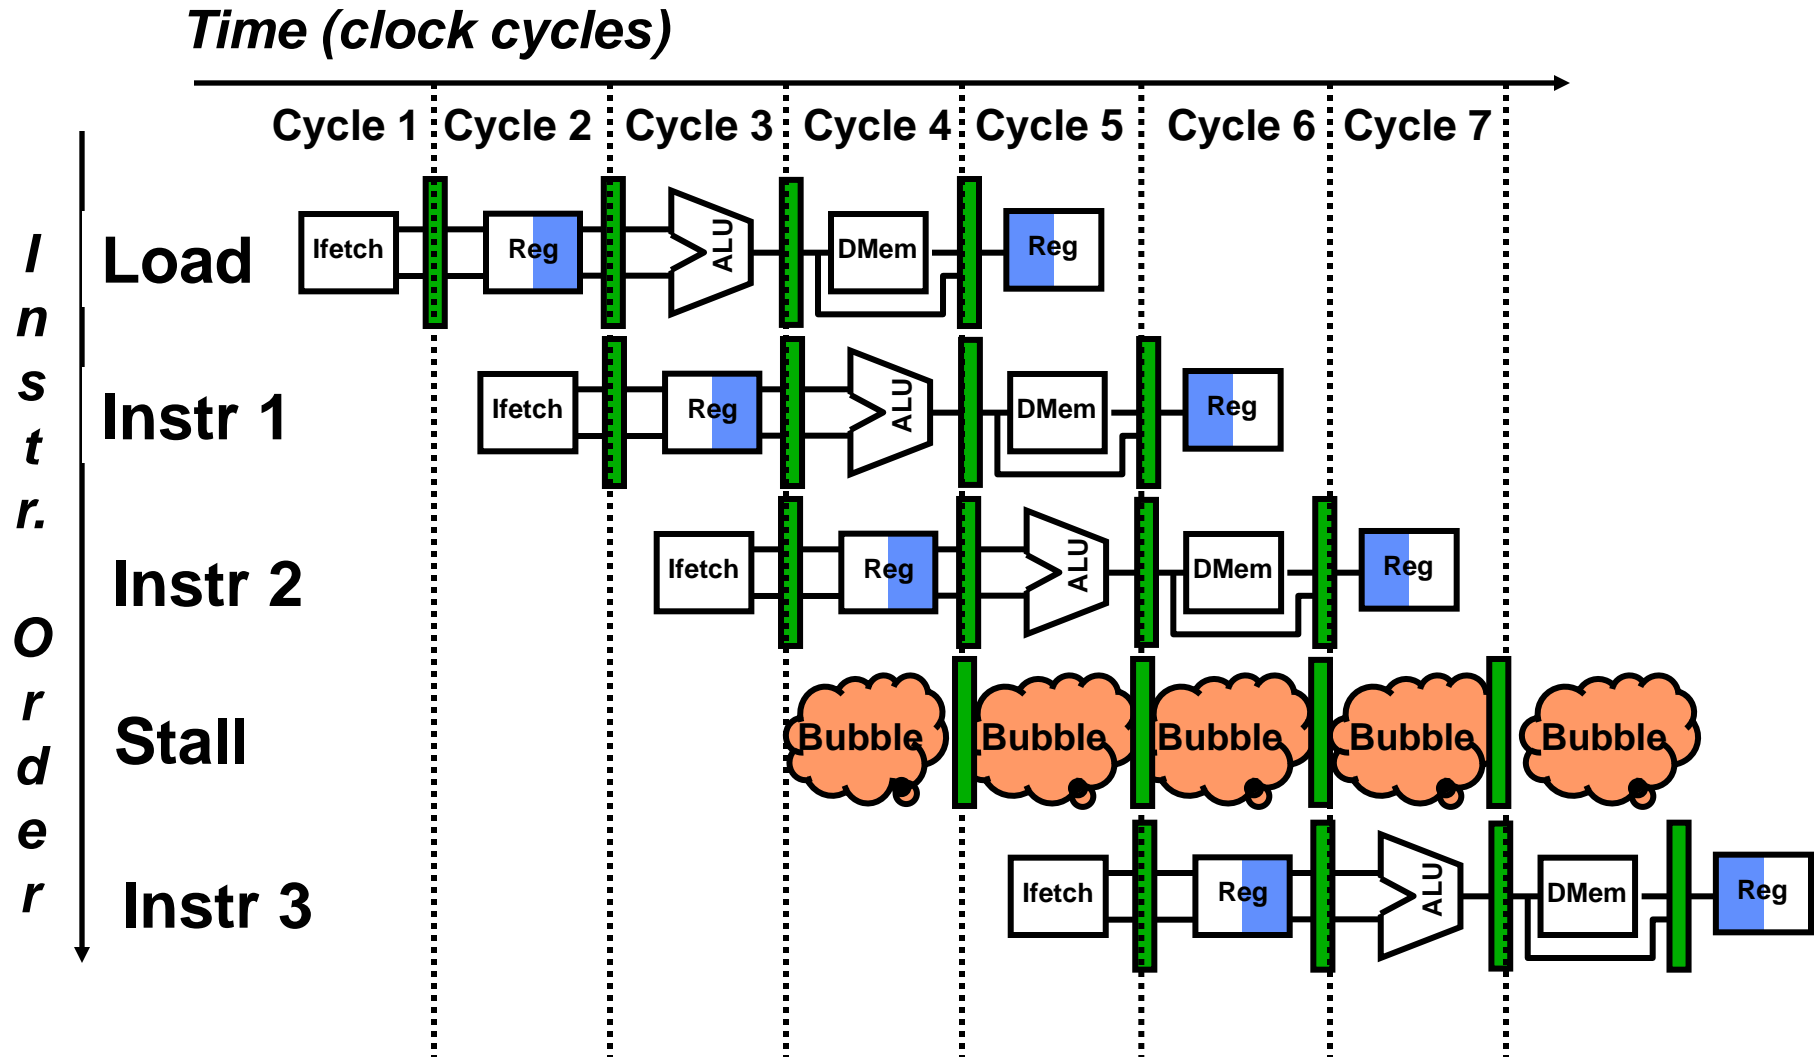 Time (clock cycles)
Cycle 1 Cycle 2 Cycle 3 Cycle 4 Cycle 5 Cycle 6 Cycle 7
Instr. Order
Load Ifetch Reg ALU DMem Reg
Instr 1 Ifetch Reg ALU DMem Reg
Instr 2 Ifetch Reg ALU DMem Reg
Stall Bubble Bubble Bubble Bubble Bubble
Instr 3 Ifetch Reg ALU DMem Reg